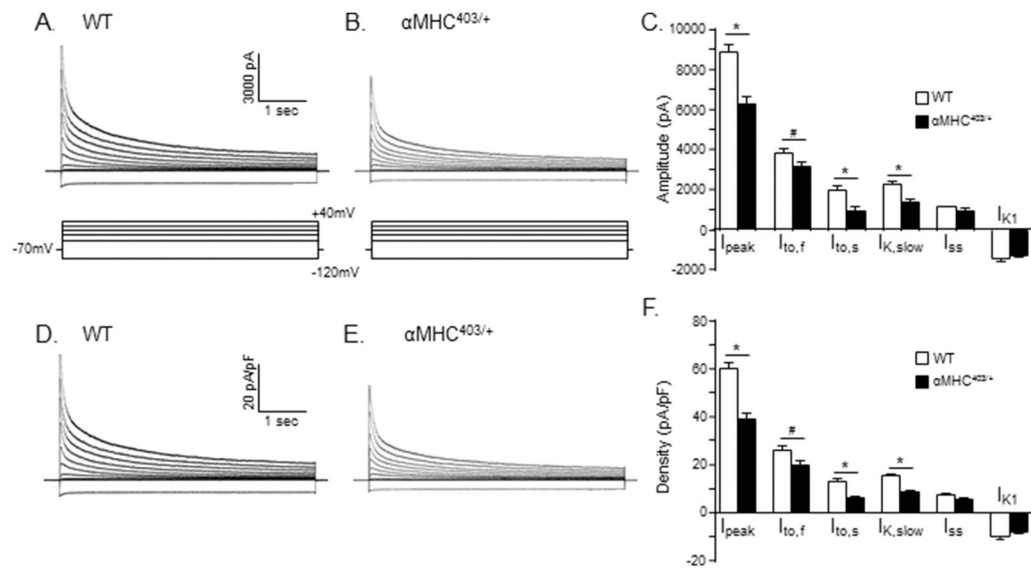 A. WT
3000 pA
1 sec
B. αMHC403/+
+40mV
-70mV
-120mV
C.
Amplitude (pA)
10000
8000
6000
4000
2000
0
-2000
WT
αMHC403/+
*
#
*
*
Ipeak
Ito,f
Ito,s
IK,slow
Iss
IK1
D. WT
20 pA/pF
1 sec
E. αMHC403/+
F.
Density (pA/pF)
80
60
40
20
0
-20
WT
αMHC403/+
*
#
*
*
Ipeak
Ito,f
Ito,s
IK,slow
Iss
IK1